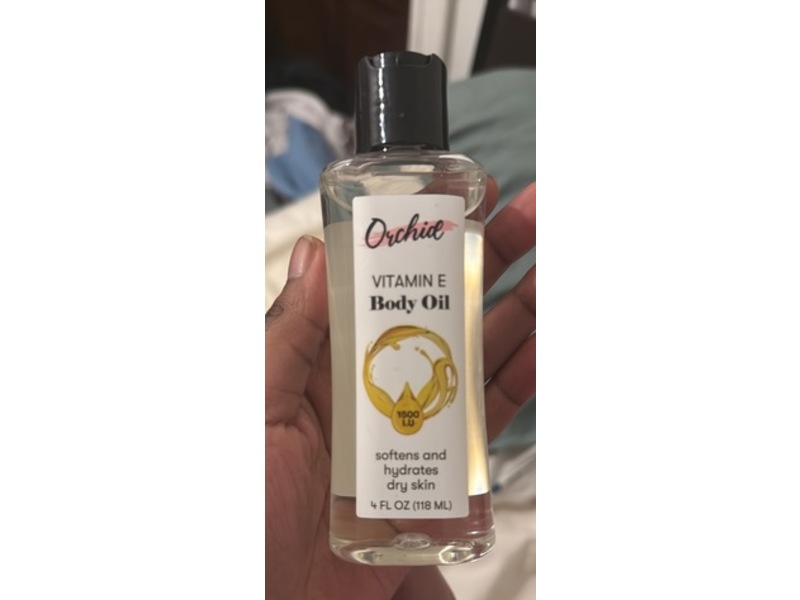 Orchid
VITAMIN E
Body Oil
1500
I.U
softens and
hydrates
dry skin
4 FL OZ (118 ML)